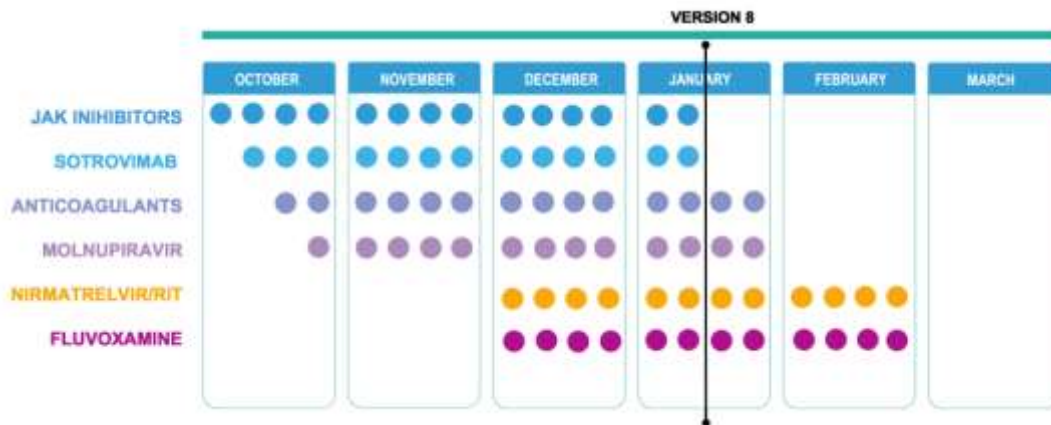 VERSION 8
OCTOBER NOVEMBER DECEMBER JANUARY FEBRUARY MARCH
JAK INIHIBITORS
SOTROVIMAB
ANTICOAGULANTS
MOLNUPIRAVIR
NIRMATRELVIR/RIT
FLUVOXAMINE